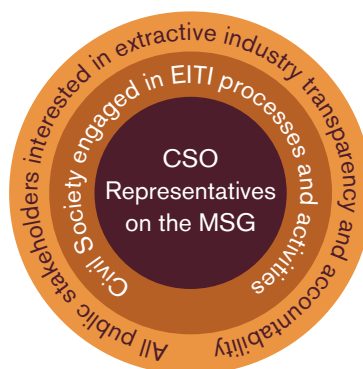 All public stakeholders interested in extractive industry transparency and accountability
Civil Society engaged in EITI processes and activities
CSO
Representatives
on the MSG